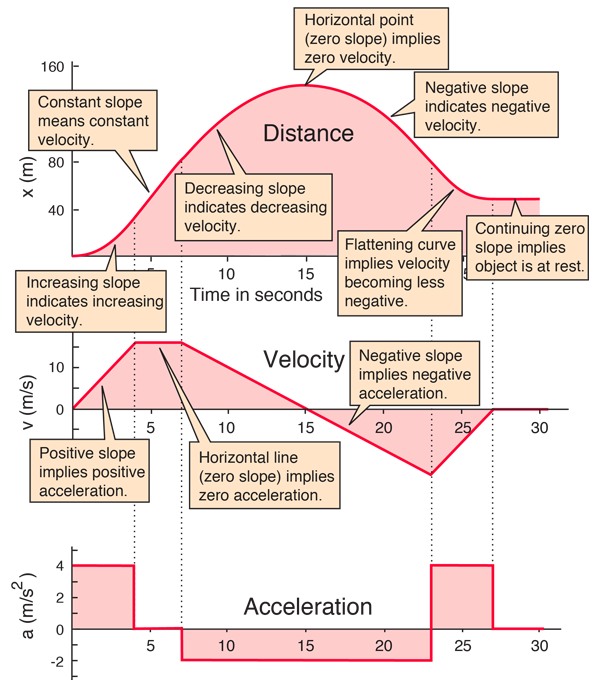 Horizontal point
(zero slope) implies
zero velocity.
160
Constant slope
means constant
velocity.
Negative slope
indicates negative
velocity.
Distance
x (m)
80
Decreasing slope
indicates decreasing
velocity.
40
Flattening curve
implies velocity
becoming less
negative.
Continuing zero
slope implies
object is at rest.
5 10 15 20
Time in seconds
Increasing slope
indicates increasing
velocity.
Velocity
Negative slope
implies negative
acceleration.
v (m/s)
10
0
5 10 15 20 25 30
Positive slope
implies positive
acceleration.
Horizontal line
(zero slope) implies
zero acceleration.
a (m/s²)
4
2
0
-2
Acceleration
5 10 15 20 25 30